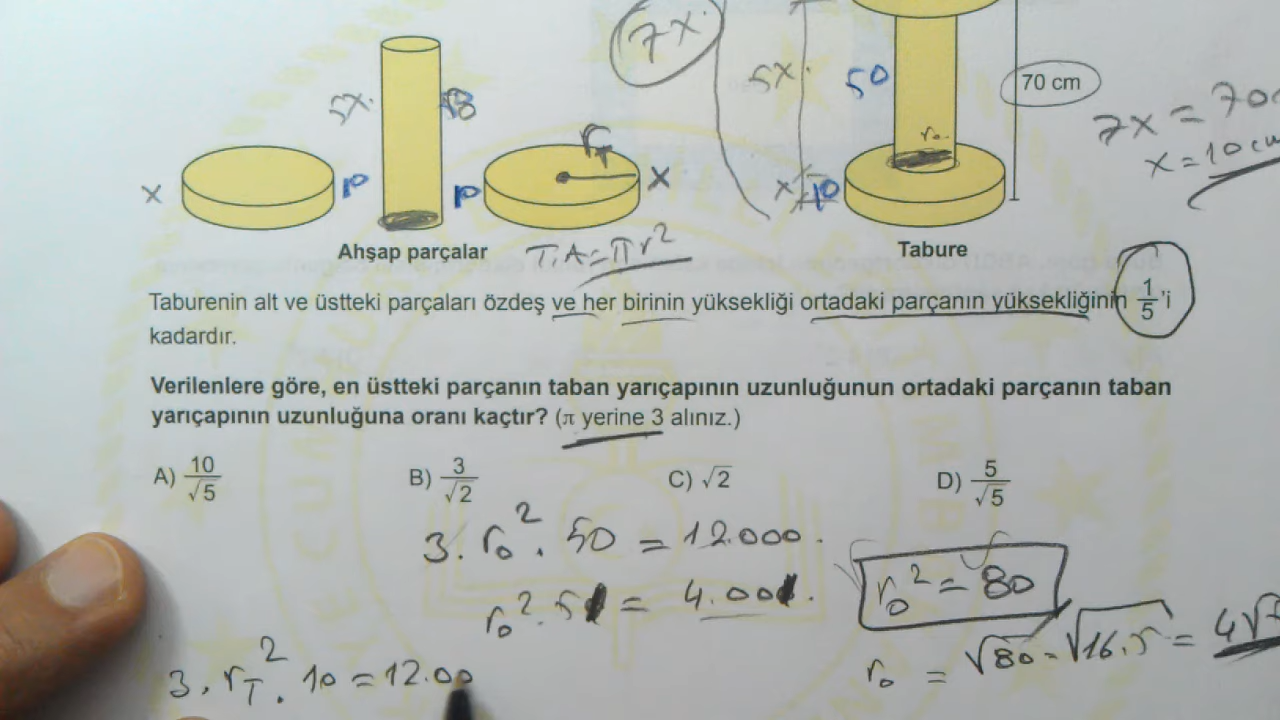 7x
5x
5x
50
70 cm
7x = 70
x = 10 cm
r₀
r_T
x
10
10
x
x
10
Ahşap parçalar
T.A = πr²
Tabure
Taburenin alt ve üstteki parçaları özdeş ve her birinin yüksekliği ortadaki parçanın yüksekliğinin 1/5'i
kadardır.
Verilenlere göre, en üstteki parçanın taban yarıçapının uzunluğunun ortadaki parçanın taban
yarıçapının uzunluğuna oranı kaçtır? (π yerine 3 alınız.)
A) 10/√5 B) 3/√2 C) √2 D) 5/√5
3. r₀² . 50 = 12.000.
r₀² = 80
r₀². 50 = 4.000.
r₀ = √80 = √16.5 = 4√
3. r_T² . 10 = 12.00